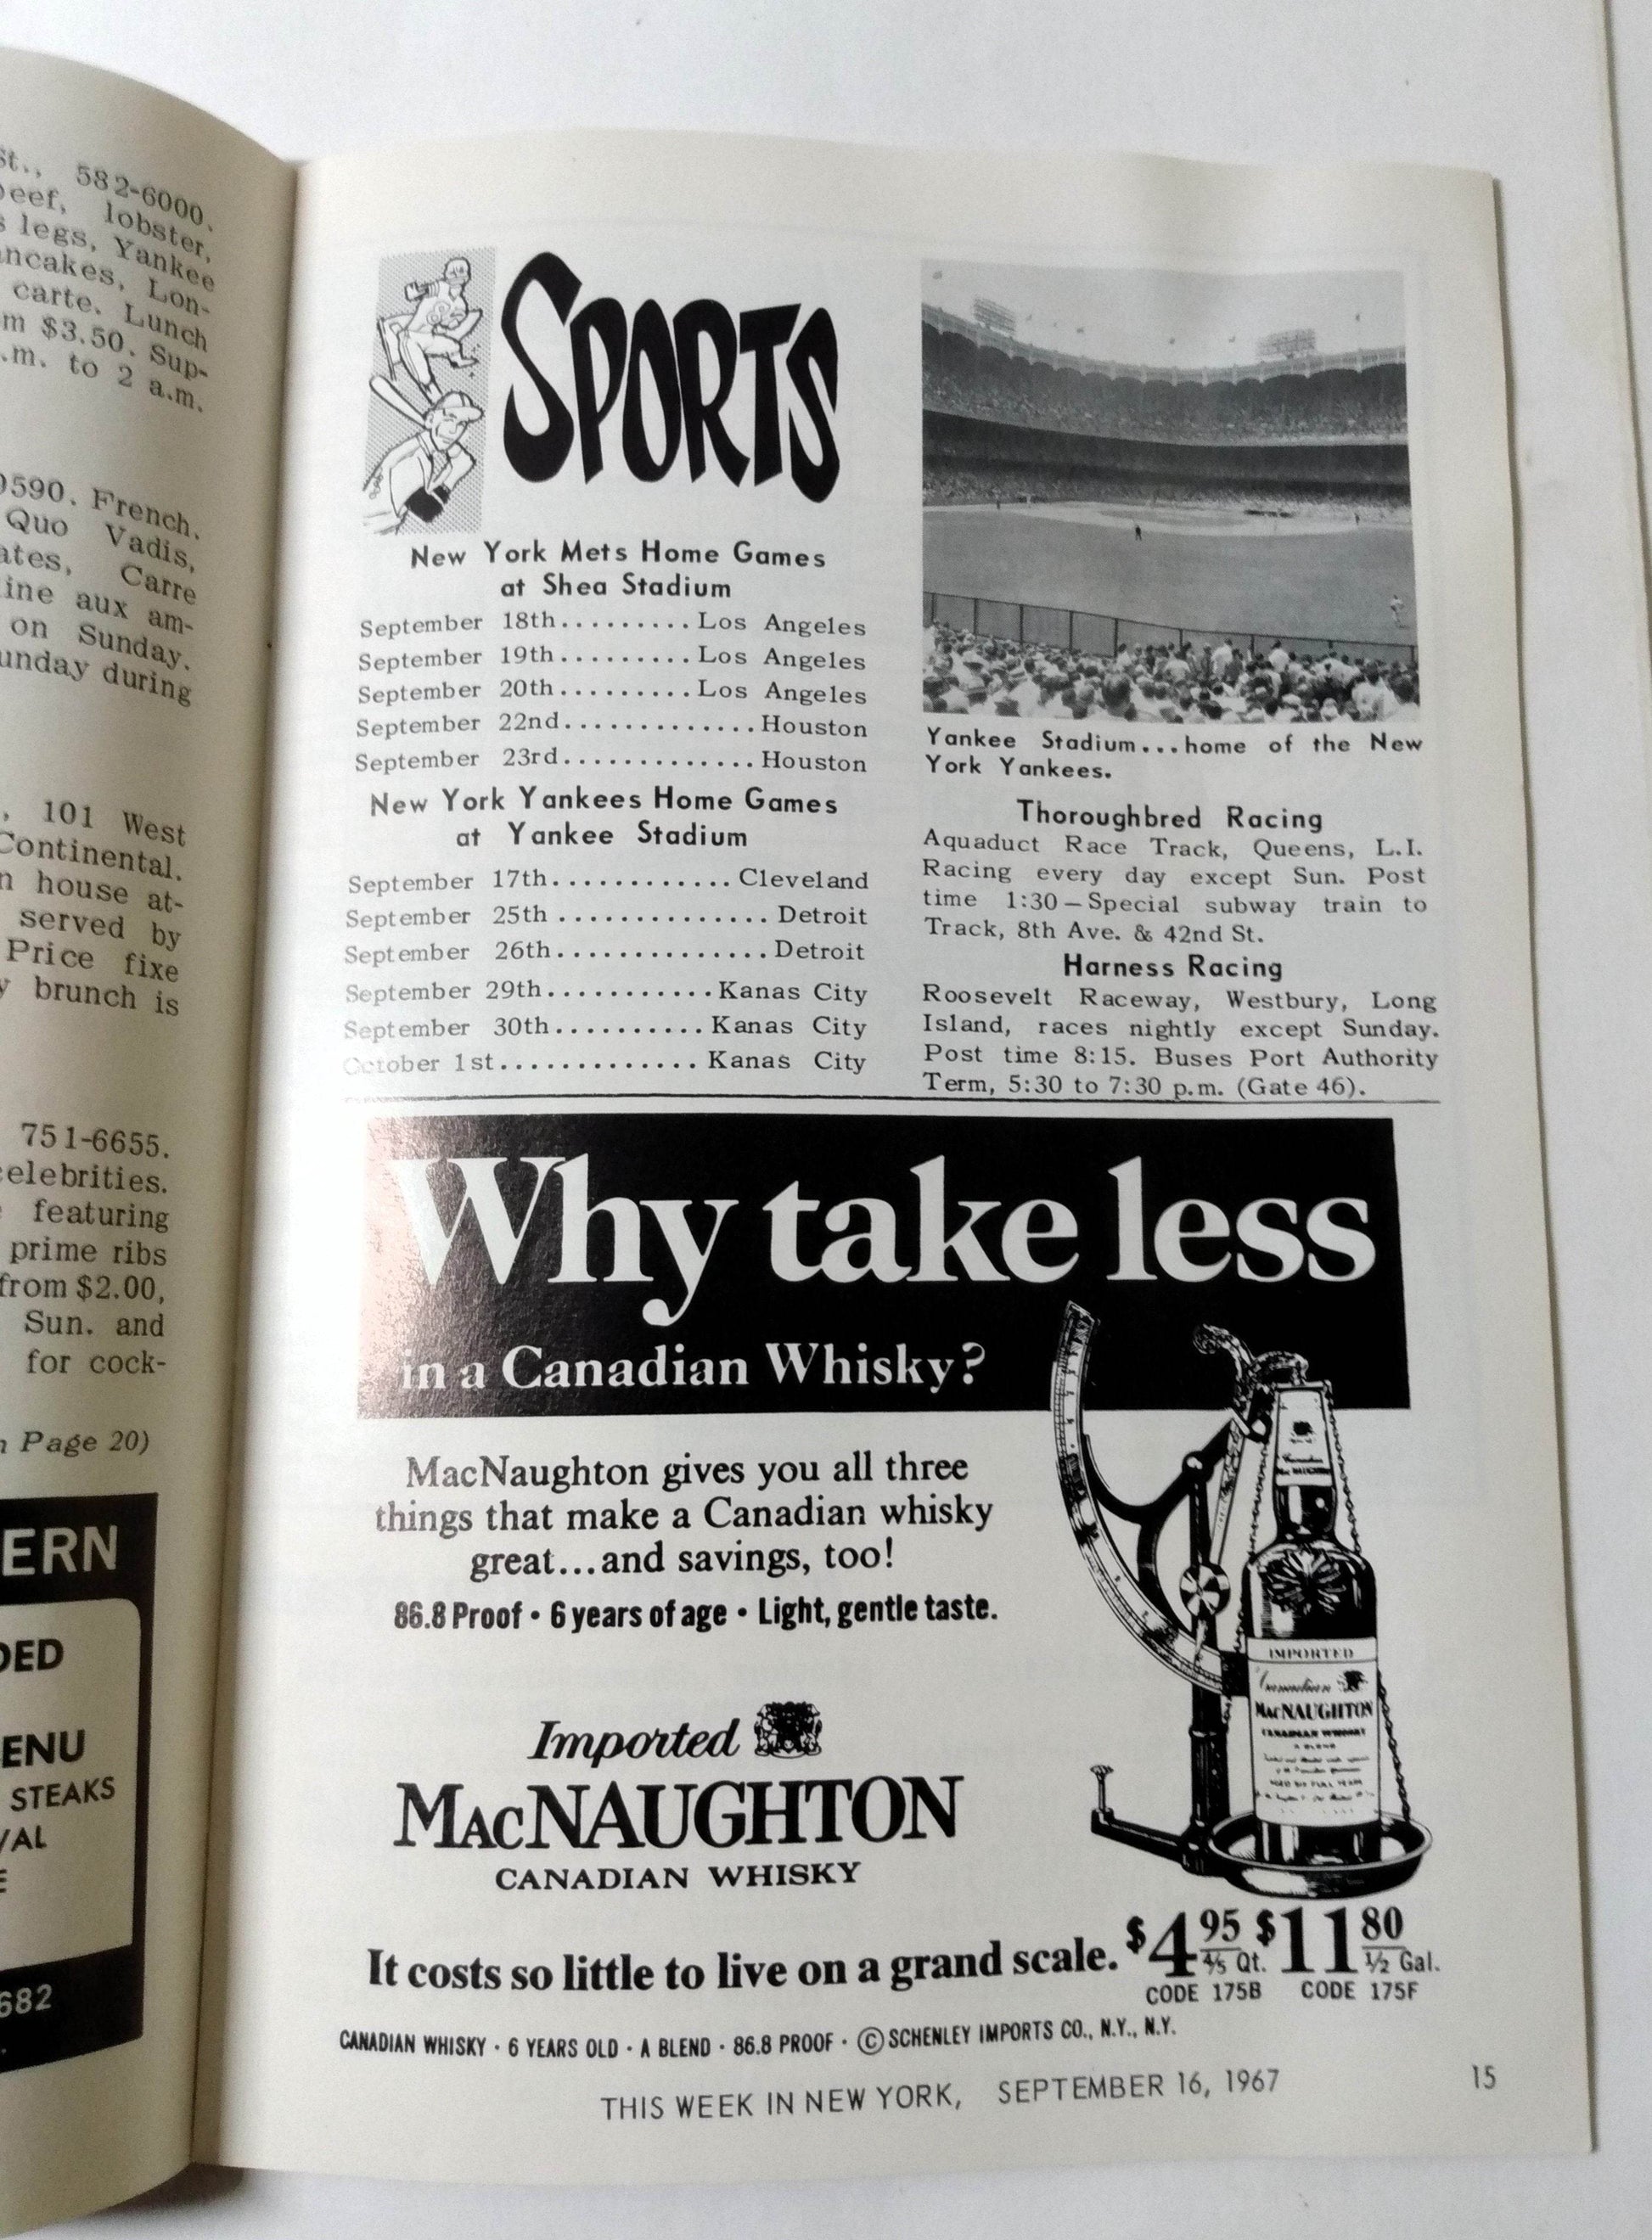 St., 582-6000.
beef, lobster,
s legs, Yankee
ancakes, Lon-
carte. Lunch
m $3.50. Sup-
.m. to 2 a.m.
0590. French.
Quo Vadis,
ates, Carre
ine aux am-
on Sunday.
unday during
, 101 West
Continental.
n house at-
served by
Price fixe
y brunch is
751-6655.
celebrities.
featuring
prime ribs
from $2.00,
Sun. and
for cock-
n Page 20)
ERN
DED
ENU
STEAKS
VAL
E
682
SPORTS
New York Mets Home Games
at Shea Stadium
September 18th.........Los Angeles
September 19th.........Los Angeles
September 20th.........Los Angeles
September 22nd.............Houston
September 23rd.............Houston
New York Yankees Home Games
at Yankee Stadium
September 17th............Cleveland
September 25th..............Detroit
September 26th..............Detroit
September 29th...........Kanas City
September 30th..........Kanas City
October 1st.............Kanas City
Yankee Stadium...home of the New
York Yankees.
Thoroughbred Racing
Aquaduct Race Track, Queens, L.I.
Racing every day except Sun. Post
time 1:30 – Special subway train to
Track, 8th Ave. & 42nd St.
Harness Racing
Roosevelt Raceway, Westbury, Long
Island, races nightly except Sunday.
Post time 8:15. Buses Port Authority
Term, 5:30 to 7:30 p.m. (Gate 46).
Why take less
in a Canadian Whisky?
MacNaughton gives you all three
things that make a Canadian whisky
great...and savings, too!
86.8 Proof • 6 years of age • Light, gentle taste.
Imported
MACNAUGHTON
CANADIAN WHISKY
IMPORTED
Canadian
MACNAUGHTON
CANADIAN WHISKY
A BLEND
It costs so little to live on a grand scale. $4.95 4/5 Qt. $11.80 1/2 Gal.
CODE 175B CODE 175F
CANADIAN WHISKY · 6 YEARS OLD · A BLEND · 86.8 PROOF · © SCHENLEY IMPORTS CO., N.Y., N.Y.
THIS WEEK IN NEW YORK, SEPTEMBER 16, 1967 15